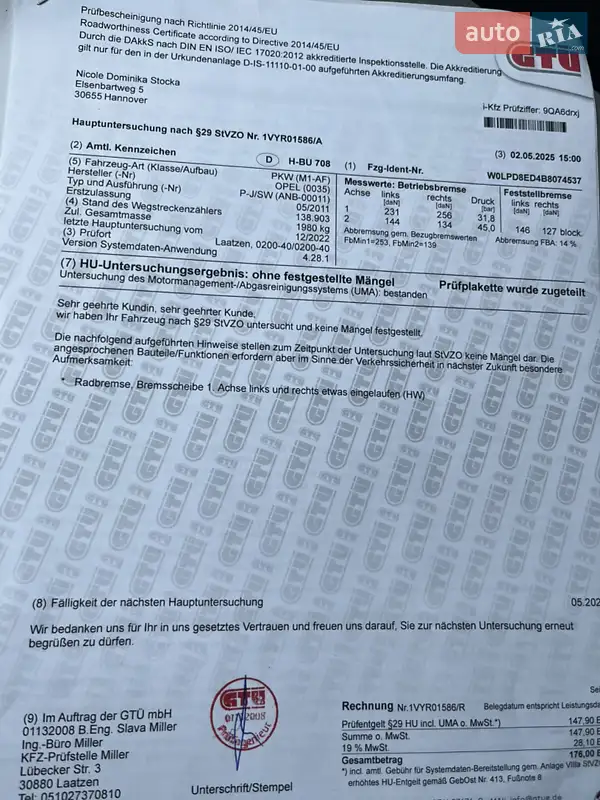 auto RIA.com
GTÜ
Prüfbescheinigung nach Richtlinie 2014/45/EU
Roadworthiness Certificate according to Directive 2014/45/EU
Durch die DAkkS nach DIN EN ISO/ IEC 17020:2012 akkreditierte Inspektionsstelle. Die Akkreditierung
gilt nur für den in der Urkundenanlage D-IS-11110-01-00 aufgeführten Akkreditierungsumfang.
Nicole Dominika Stocka
Elsenbartweg 5
30655 Hannover
i-Kfz Prüfziffer: 9QA6drxj
Hauptuntersuchung nach §29 StVZO Nr. 1VYR01586/A
(3) 02.05.2025 15:00
(2) Amtl. Kennzeichen D H-BU 708 (1) Fzg-Ident-Nr. W0LPD8ED4B8074537
(5) Fahrzeug-Art (Klasse/Aufbau) PKW (M1-AF)
Hersteller (-Nr) OPEL (0035)
Typ und Ausführung (-Nr) P-J/SW (ANB-00011)
Erstzulassung 05/2011
(4) Stand des Wegstreckenzählers 138.903
Zul. Gesamtmasse 1980 kg
letzte Hauptuntersuchung vom 12/2022
(3) Prüfort Laatzen, 0200-40/0200-40
Version Systemdaten-Anwendung 4.28.1
Messwerte: Betriebsbremse Feststellbremse
Achse links rechts Druck links rechts
[daN] [daN] [bar] [daN] [daN]
1 231 256 31,8
2 144 134 45,0 146 127 block.
Abbremsung gem. Bezugbremswerten Abbremsung FBA: 14 %
FbMin1=253, FbMin2=139
(7) HU-Untersuchungsergebnis: ohne festgestellte Mängel Prüfplakette wurde zugeteilt
Untersuchung des Motormanagement-/Abgasreinigungssystems (UMA): bestanden
Sehr geehrte Kundin, sehr geehrter Kunde,
wir haben Ihr Fahrzeug nach §29 StVZO untersucht und keine Mängel festgestellt.
Die nachfolgend aufgeführten Hinweise stellen zum Zeitpunkt der Untersuchung laut StVZO keine Mängel dar. Die
angesprochenen Bauteile/Funktionen erfordern aber im Sinne der Verkehrssicherheit in nächster Zukunft besondere
Aufmerksamkeit:
* Radbremse, Bremsscheibe 1. Achse links und rechts etwas eingelaufen (HW)
(8) Fälligkeit der nächsten Hauptuntersuchung 05.202
Wir bedanken uns für Ihr in uns gesetztes Vertrauen und freuen uns darauf, Sie zur nächsten Untersuchung erneut
begrüßen zu dürfen.
(9) Im Auftrag der GTÜ mbH
01132008 B.Eng. Slava Miller
Ing.-Büro Miller
KFZ-Prüfstelle Miller
Lübecker Str. 3
30880 Laatzen
Tel: 051027370810
GTÜ
Prüfingenieur
Unterschrift/Stempel
Rechnung Nr.1VYR01586/R Belegdatum entspricht Leistungsda
Prüfentgelt §29 HU incl. UMA o. MwSt.*) 147,90 E
Summe o. MwSt. 147,90 E
19 % MwSt. 28,10
Gesamtbetrag 176,00 E
*) incl. amtl. Gebühr für Systemdaten-Bereitstellung gem. Anlage VIIIa StVZ
erhöhtes HU-Entgelt gemäß GebOst Nr. 413, Fußnote 8